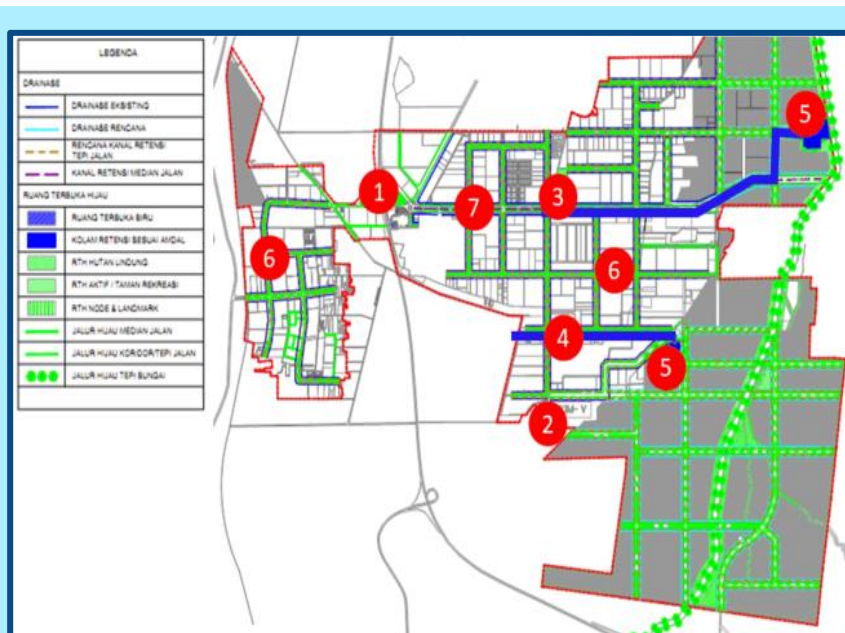 LEGENDA
DRAINASE
DRAINASE EKSISTING
DRAINASE RENCANA
RENCANA KANAL RETENSI
TEPI JALAN
KANAL RETENSI MEDIAN JALAN
RUANG TERBUKA HIJAU
RUANG TERBUKA BIRU
KOLAM RETENSI SESUAI AMDAL
RTH HUTAN LINDUNG
RTH AKTIF / TAMAN REKREASI
RTH NODE & LANDMARK
JALUR HIJAU MEDIAN JALAN
JALUR HIJAU KORIDOR/TEPI JALAN
JALUR HIJAU TEPI SUNGAI
5
1
7
3
6
6
4
5
2